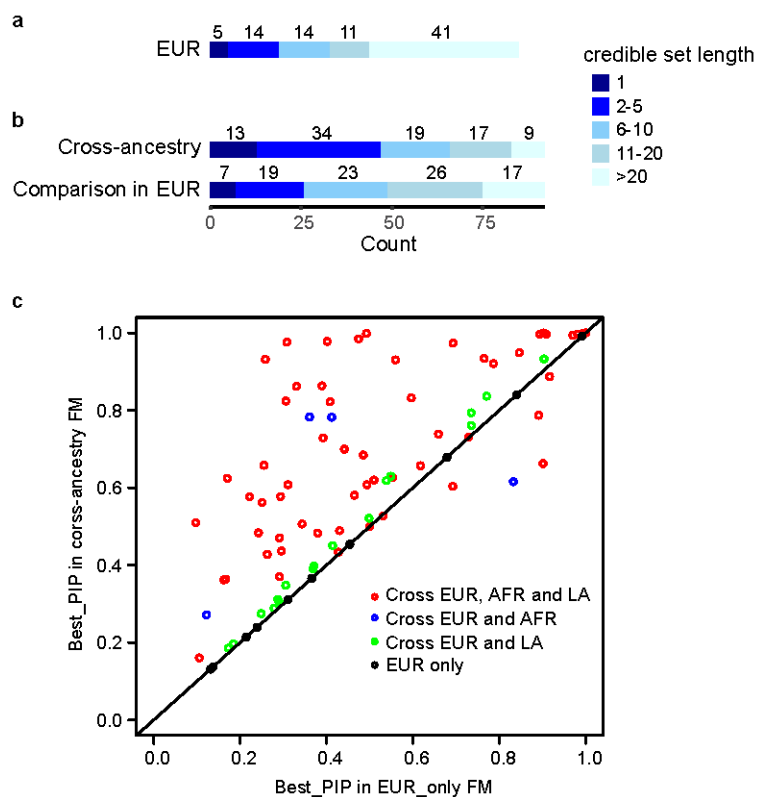 a
5 14 14 11 41
EUR
credible set length
1
2-5
6-10
11-20
>20
b
13 34 19 17 9
Cross-ancestry
7 19 23 26 17
Comparison in EUR
0 25 50 75
Count
c
1.0
0.8
0.6
0.4
0.2
0.0
Best_PIP in corss-ancestry FM
Cross EUR, AFR and LA
Cross EUR and AFR
Cross EUR and LA
EUR only
0.0 0.2 0.4 0.6 0.8 1.0
Best_PIP in EUR_only FM